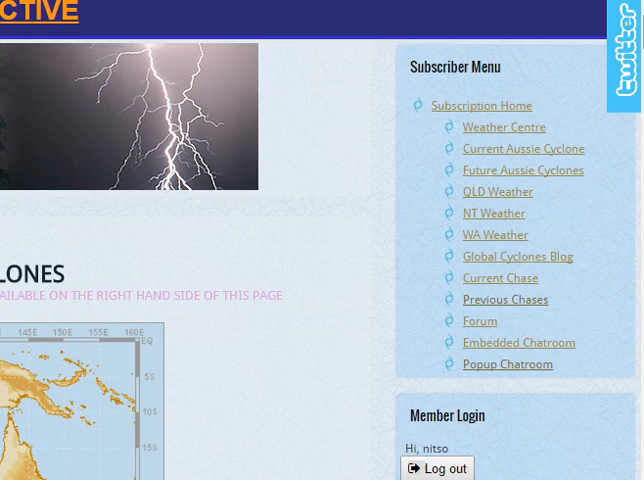 CTIVE
twitter
Subscriber Menu
Subscription Home
Weather Centre
Current Aussie Cyclone
Future Aussie Cyclones
QLD Weather
NT Weather
WA Weather
Global Cyclones Blog
Current Chase
Previous Chases
Forum
Embedded Chatroom
Popup Chatroom
LONES
AILABLE ON THE RIGHT HAND SIDE OF THIS PAGE
145E 150E 155E 160E
EQ
5S
10S
15S
Member Login
Hi, nitso
Log out